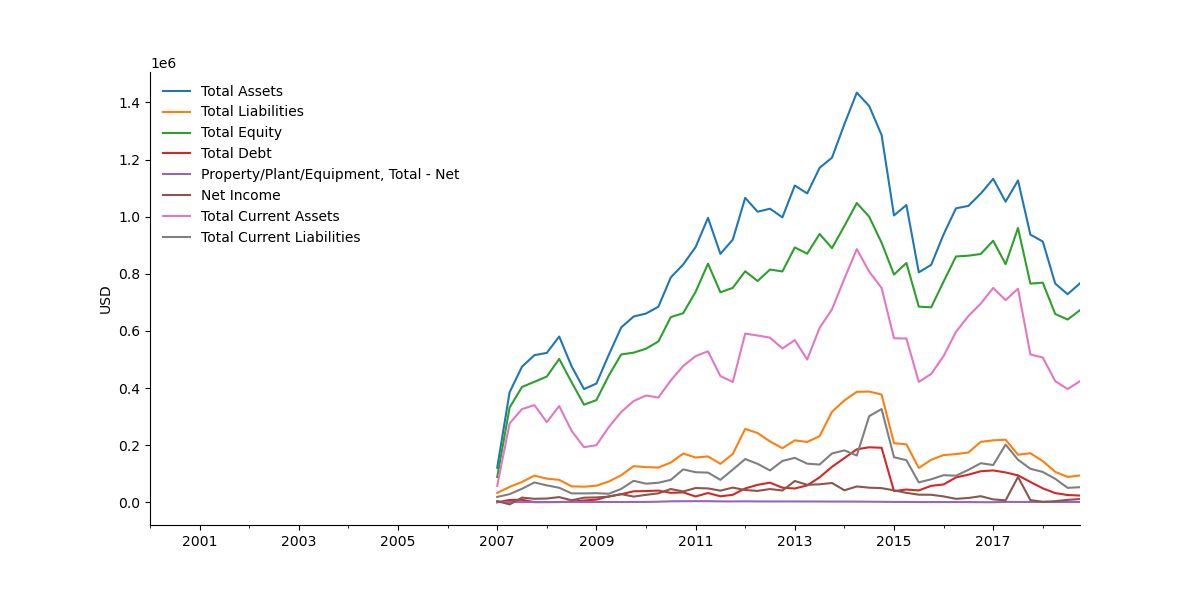 1e6
Total Assets
Total Liabilities
Total Equity
Total Debt
Property/Plant/Equipment, Total - Net
Net Income
Total Current Assets
Total Current Liabilities
USD
1.4
1.2
1.0
0.8
0.6
0.4
0.2
0.0
2001 2003 2005 2007 2009 2011 2013 2015 2017